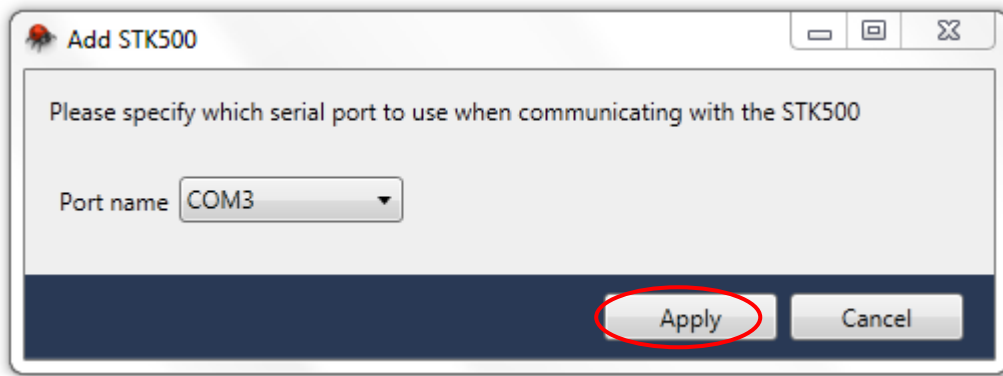 Add STK500
Please specify which serial port to use when communicating with the STK500
Port name COM3
Apply Cancel